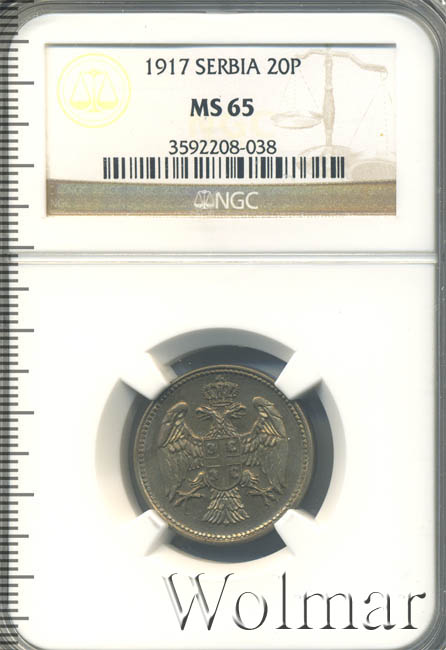 1917 SERBIA 20P
MS 65
3592208-038
NGC
Wolmar